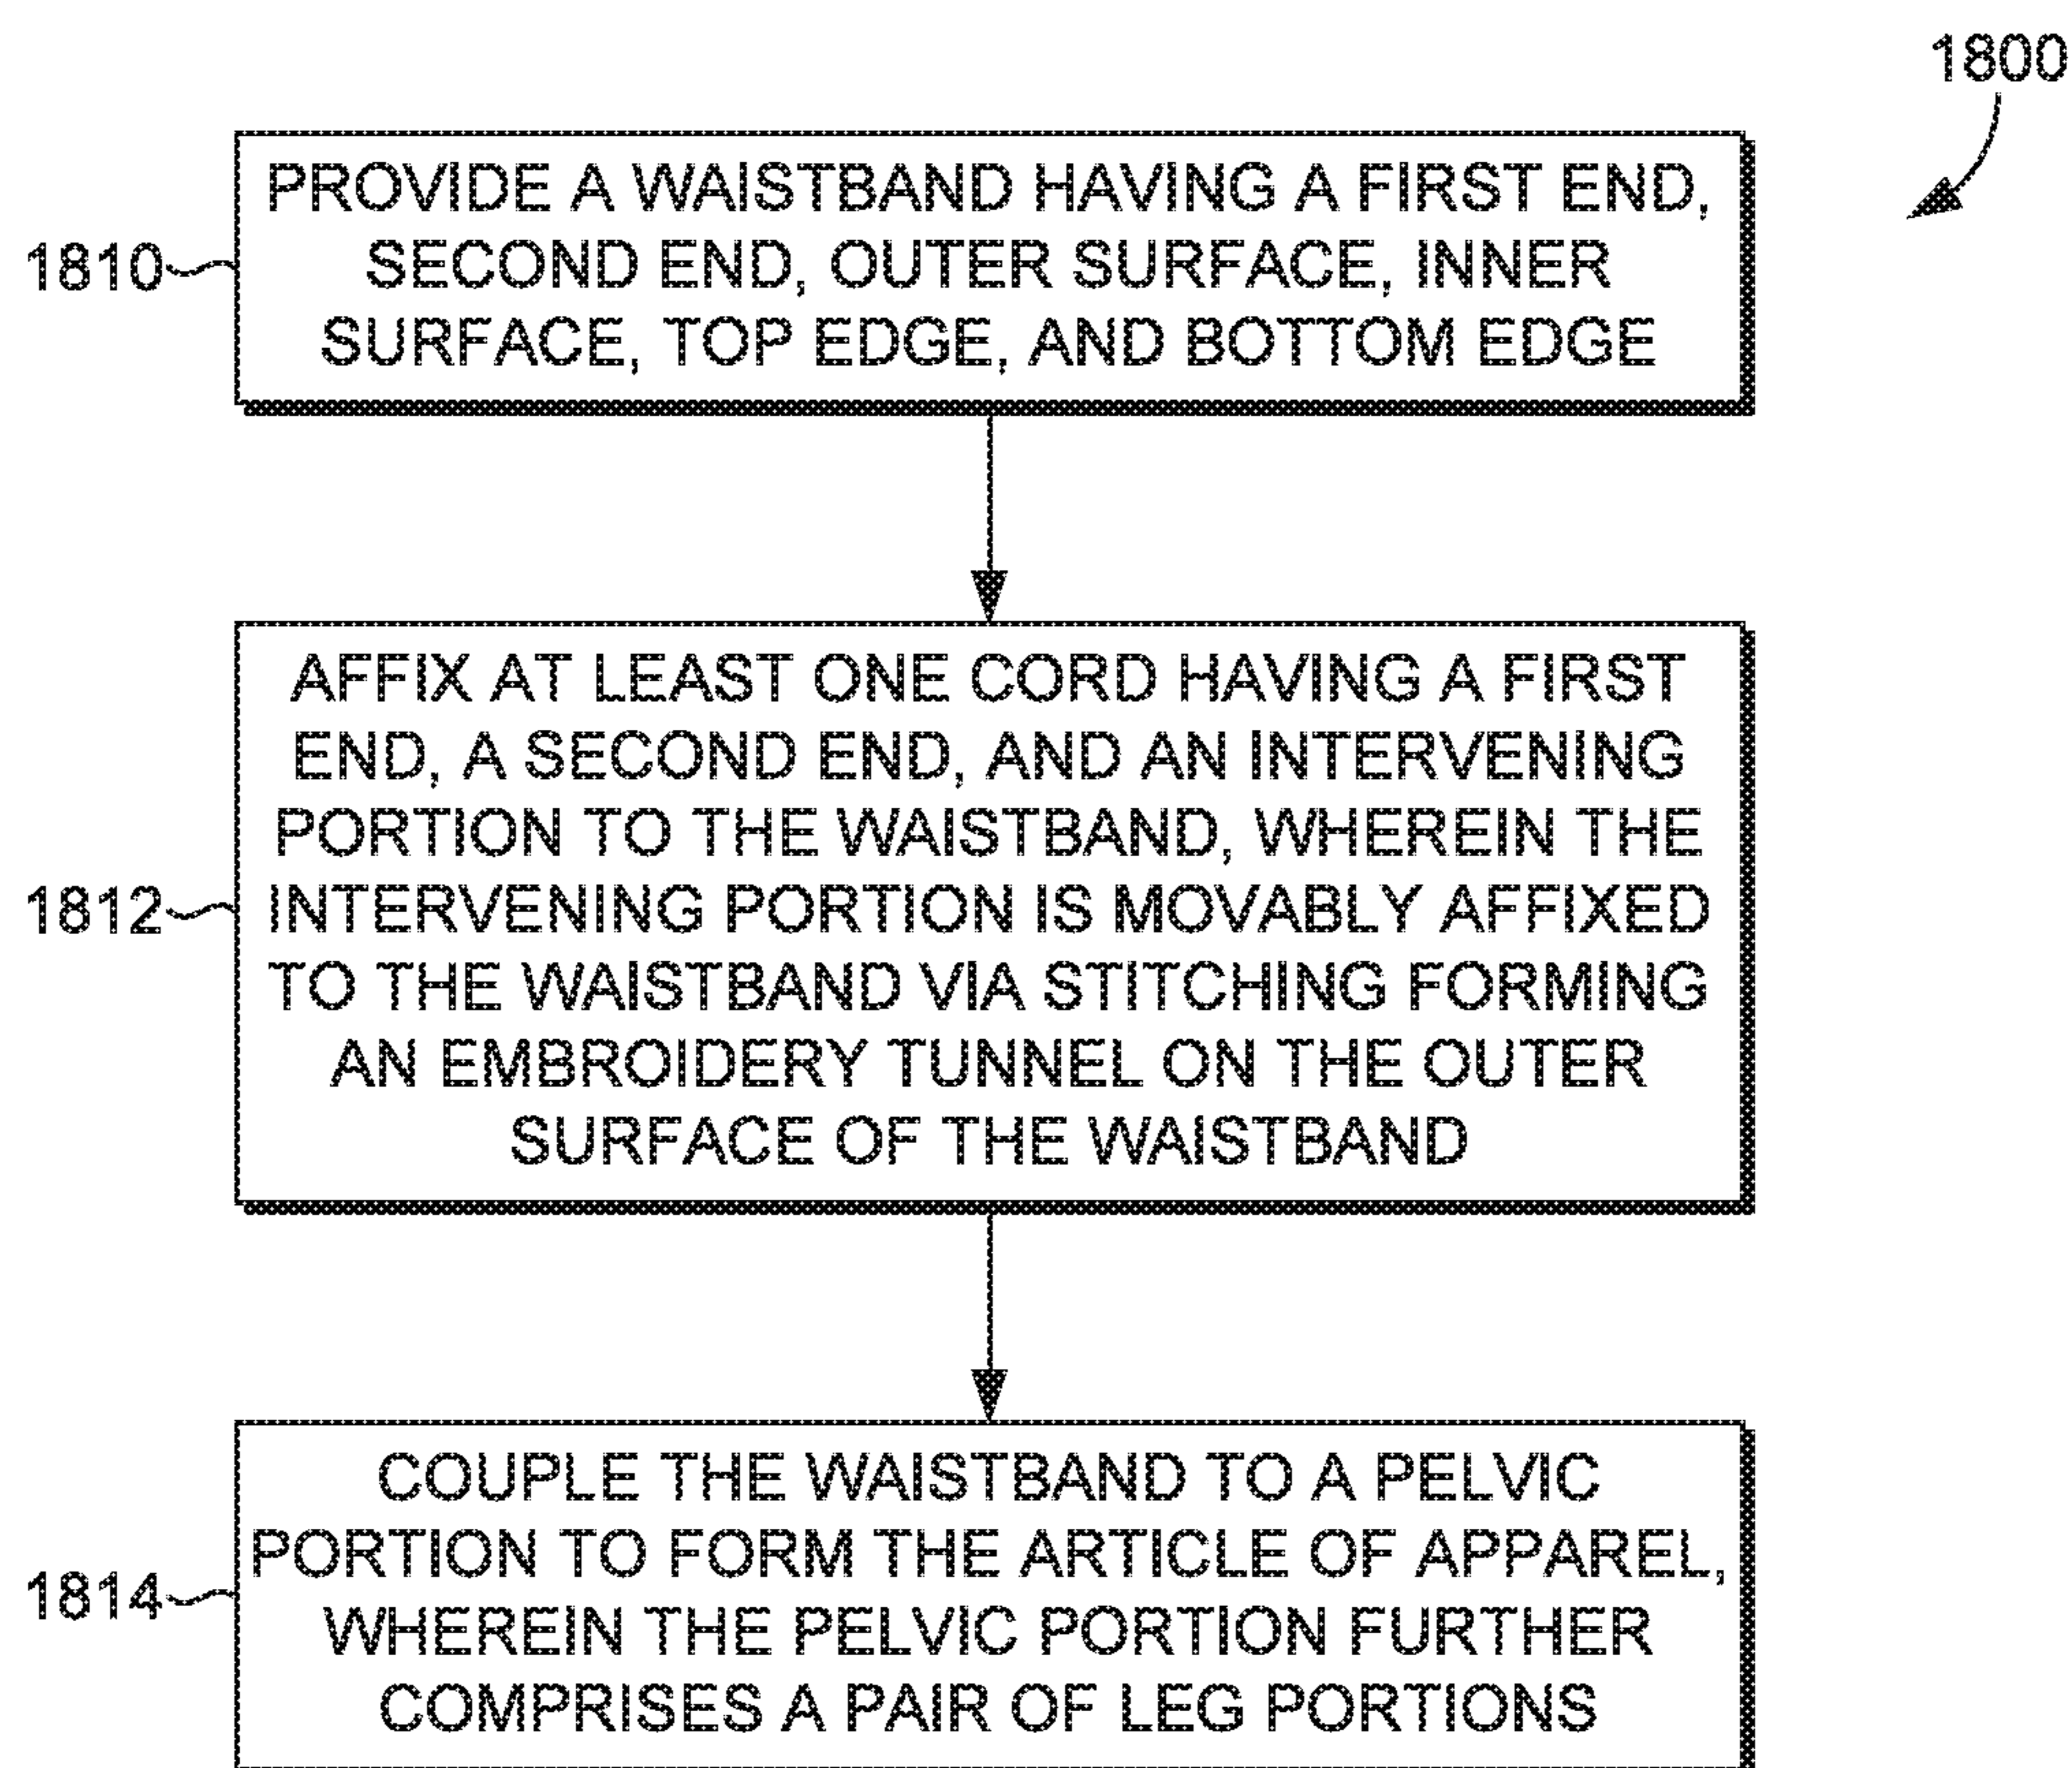 1800
PROVIDE A WAISTBAND HAVING A FIRST END,
SECOND END, OUTER SURFACE, INNER
SURFACE, TOP EDGE, AND BOTTOM EDGE
1810
AFFIX AT LEAST ONE CORD HAVING A FIRST
END, A SECOND END, AND AN INTERVENING
PORTION TO THE WAISTBAND, WHEREIN THE
INTERVENING PORTION IS MOVABLY AFFIXED
TO THE WAISTBAND VIA STITCHING FORMING
AN EMBROIDERY TUNNEL ON THE OUTER
SURFACE OF THE WAISTBAND
1812
COUPLE THE WAISTBAND TO A PELVIC
PORTION TO FORM THE ARTICLE OF APPAREL,
WHEREIN THE PELVIC PORTION FURTHER
COMPRISES A PAIR OF LEG PORTIONS
1814